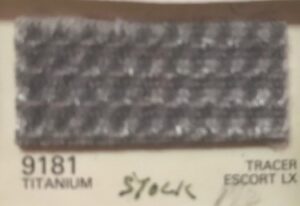 9181 TRACER
TITANIUM ESCORT LX
STOCK